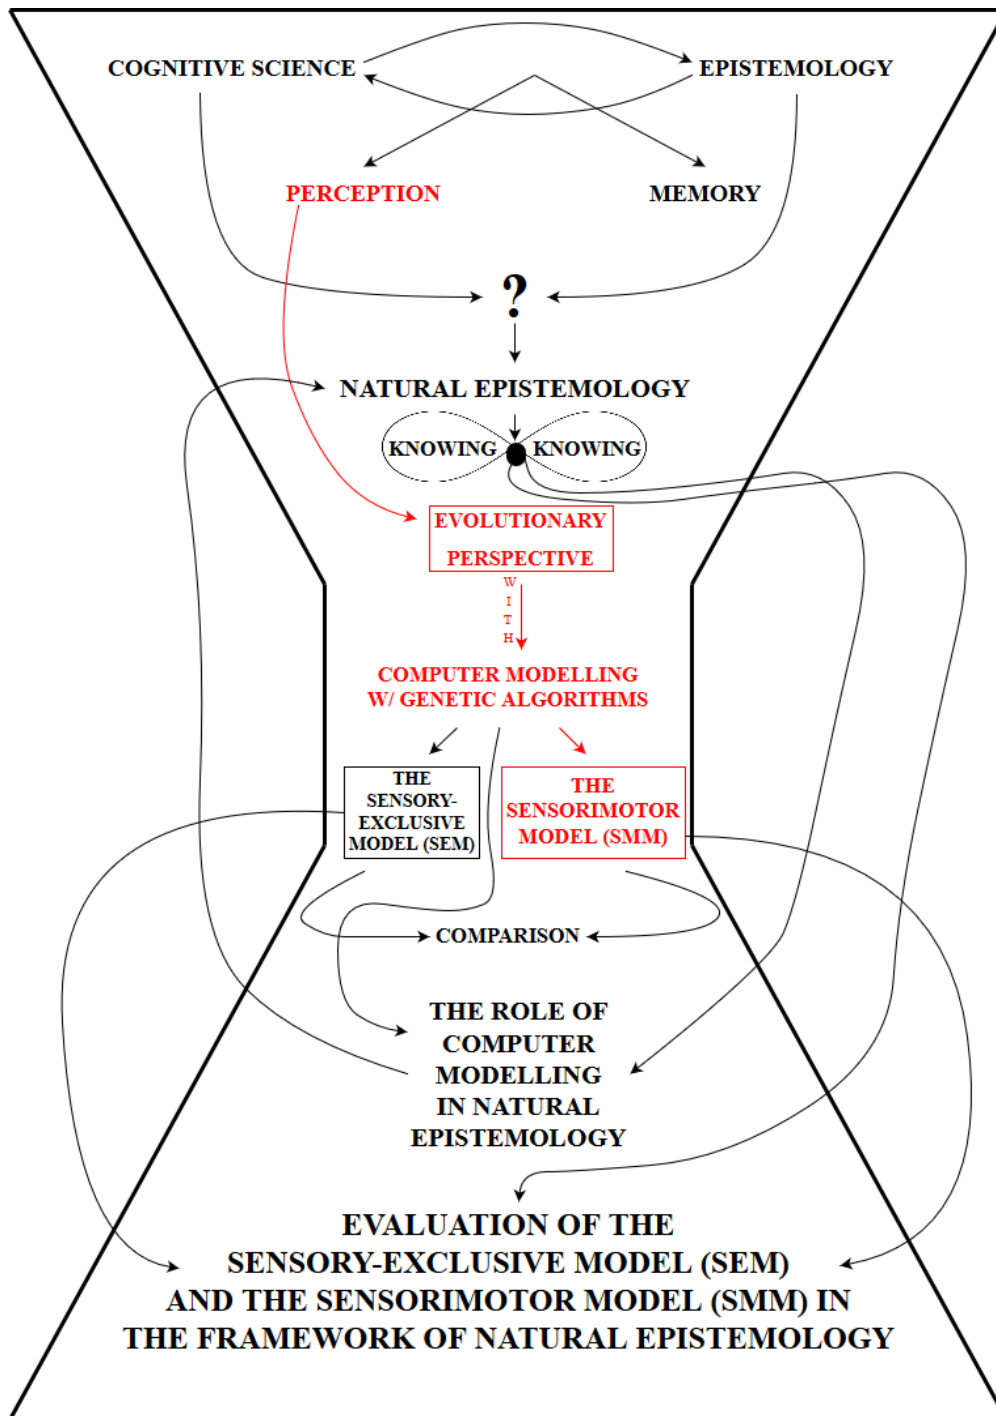 COGNITIVE SCIENCE
EPISTEMOLOGY
PERCEPTION
MEMORY
?
NATURAL EPISTEMOLOGY
KNOWING
KNOWING
EVOLUTIONARY
PERSPECTIVE
W
I
T
H
COMPUTER MODELLING
W/ GENETIC ALGORITHMS
THE
SENSORY-
EXCLUSIVE
MODEL (SEM)
THE
SENSORIMOTOR
MODEL (SMM)
COMPARISON
THE ROLE OF
COMPUTER
MODELLING
IN NATURAL
EPISTEMOLOGY
EVALUATION OF THE
SENSORY-EXCLUSIVE MODEL (SEM)
AND THE SENSORIMOTOR MODEL (SMM) IN
THE FRAMEWORK OF NATURAL EPISTEMOLOGY